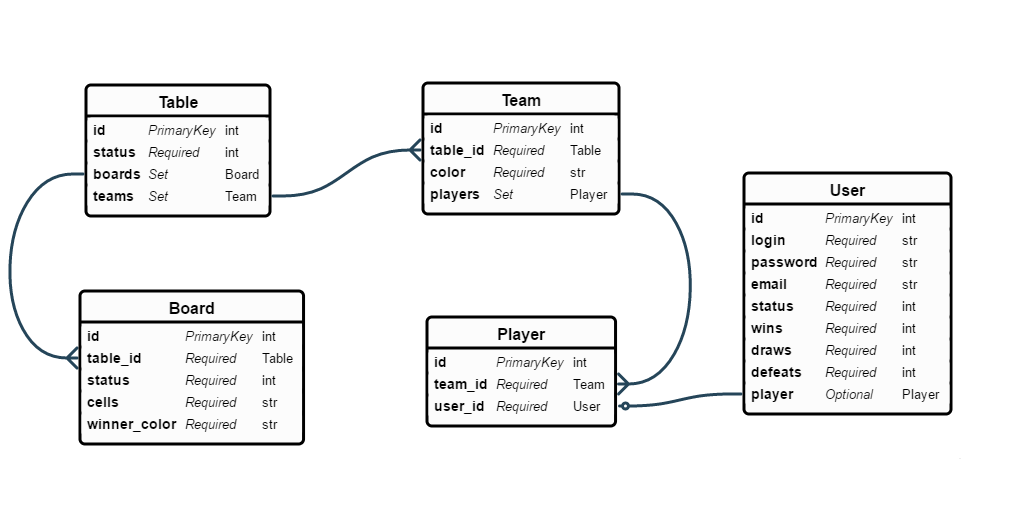 Table
id PrimaryKey int
status Required int
boards Set Board
teams Set Team
Team
id PrimaryKey int
table_id Required Table
color Required str
players Set Player
User
id PrimaryKey int
login Required str
password Required str
email Required str
status Required int
wins Required int
draws Required int
defeats Required int
player Optional Player
Board
id PrimaryKey int
table_id Required Table
status Required int
cells Required str
winner_color Required str
Player
id PrimaryKey int
team_id Required Team
user_id Required User